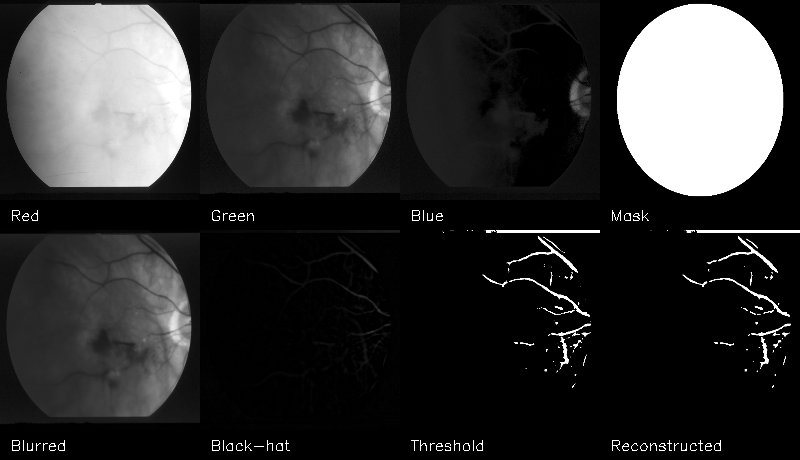 Red
Green
Blue
Mask
Blurred
Black-hat
Threshold
Reconstructed